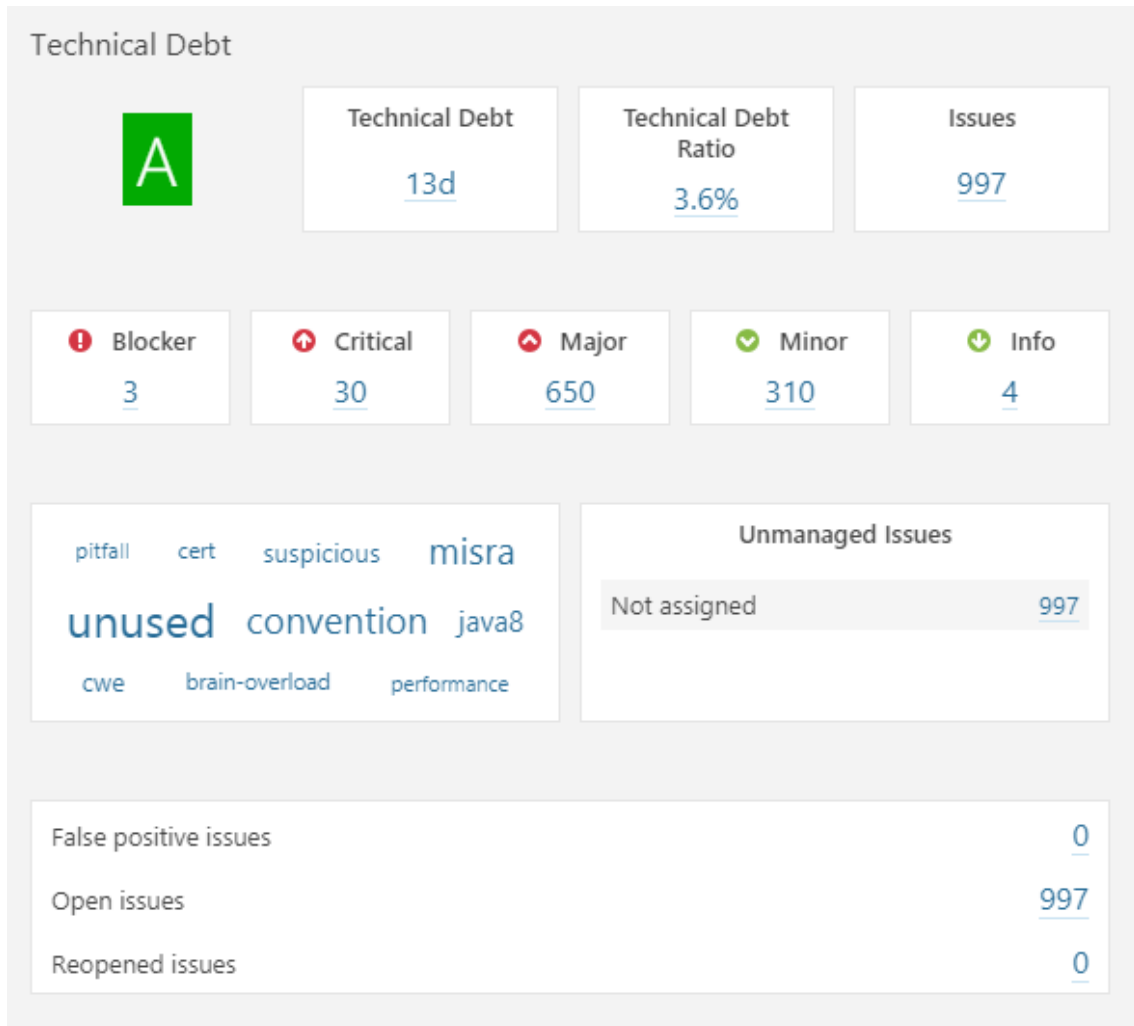 Technical Debt
A
Technical Debt
13d
Technical Debt
Ratio
3.6%
Issues
997
Blocker
3
Critical
30
Major
650
Minor
310
Info
4
pitfall cert suspicious misra
unused convention java8
cwe brain-overload performance
Unmanaged Issues
Not assigned 997
False positive issues 0
Open issues 997
Reopened issues 0